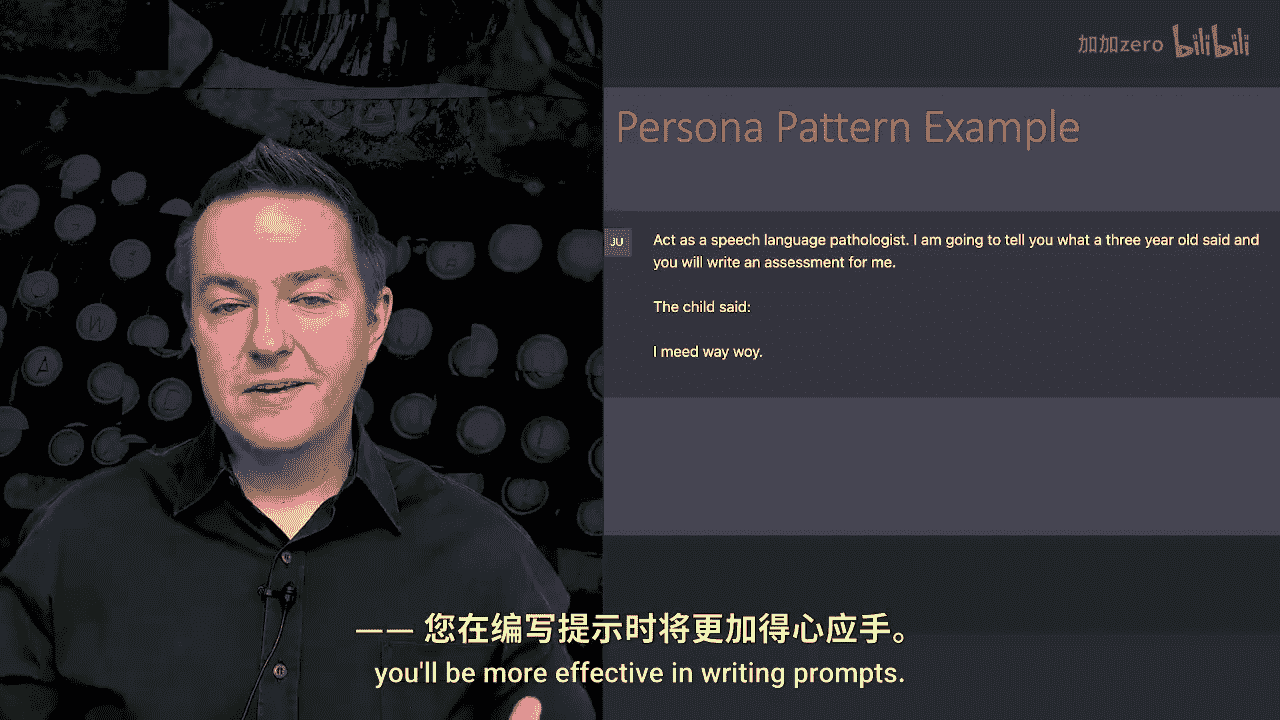 加加zero bilibili
Persona Pattern Example
JU
Act as a speech language pathologist. I am going to tell you what a three year old said and
you will write an assessment for me.
The child said:
I meed way woy.
—— 您在编写提示时将更加得心应手。
you'll be more effective in writing prompts.